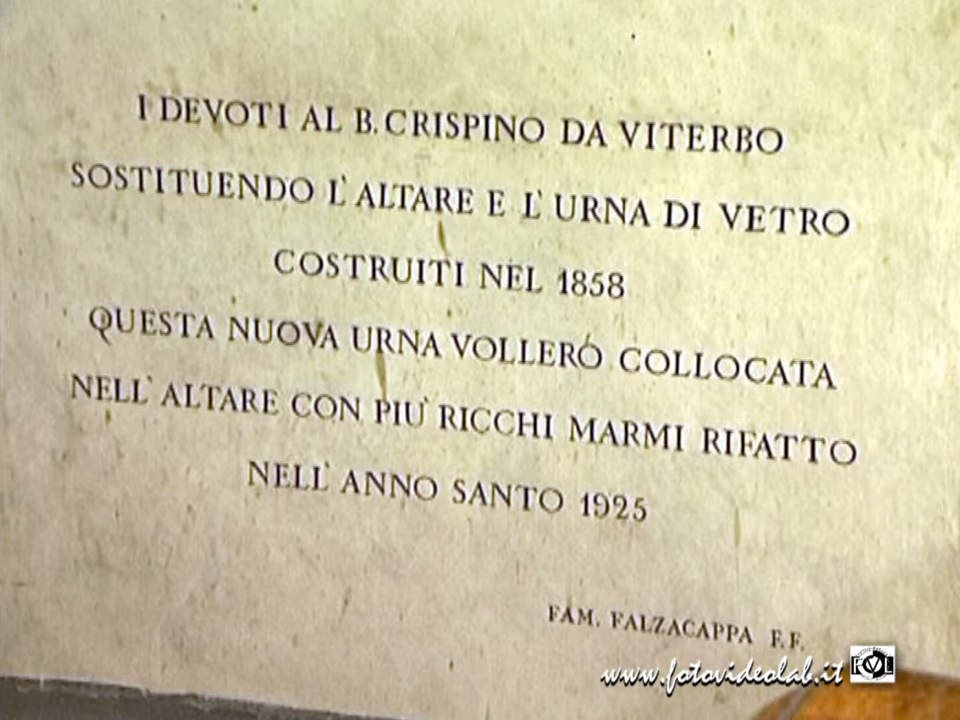 I DEVOTI AL B. CRISPINO DA VITERBO
SOSTITUENDO L'ALTARE E L'URNA DI VETRO
COSTRUITI NEL 1858
QUESTA NUOVA URNA VOLLERÓ COLLOCATA
NELL'ALTARE CON PIU' RICCHI MARMI RIFATTO
NELL'ANNO SANTO 1925
FAM. FALZACAPPA F.F.
www.fotovideolab.it FVL